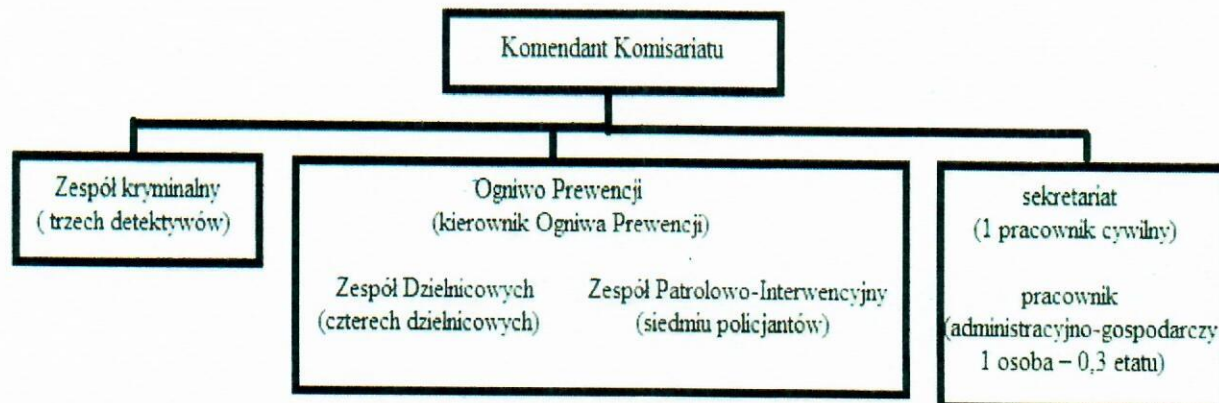 Komendant Komisariatu
Zespół kryminalny
( trzech detektywów)
Ogniwo Prewencji
(kierownik Ogniwa Prewencji)
Zespół Dzielnicowych
(czterech dzielnicowych)
Zespół Patrolowo-Interwencyjny
(siedmiu policjantów)
sekretariat
(1 pracownik cywilny)
pracownik
(administracyjno-gospodarczy
1 osoba – 0,3 etatu)